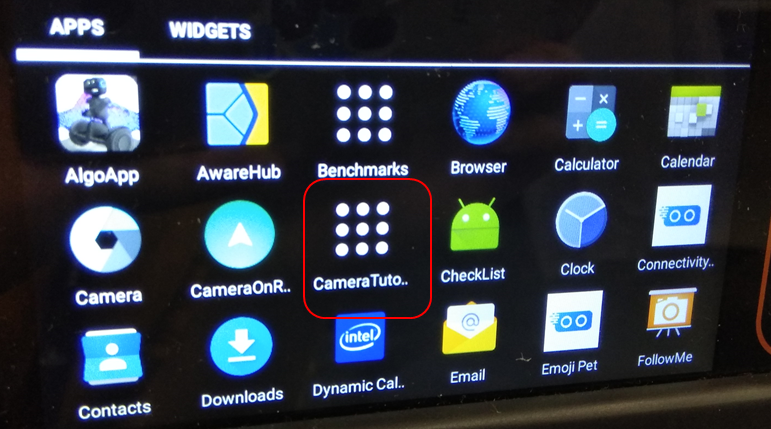 APPS WIDGETS
AlgoApp AwareHub Benchmarks Browser Calculator Calendar
Camera CameraOnR.. CameraTuto.. CheckList Clock Connectivity..
intel
Contacts Downloads Dynamic Cal.. Email Emoji Pet FollowMe